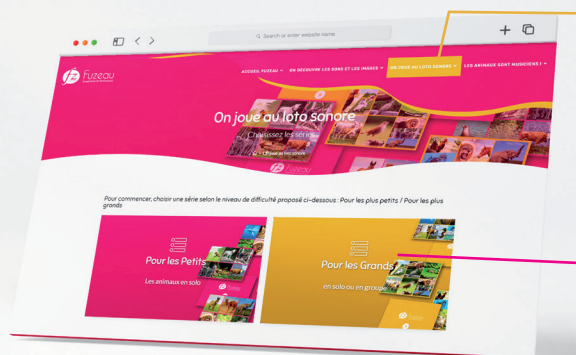 Search or enter website name
Fuzeau
ACCUEIL FUZEAU
ON DÉCOUVRE LES SONS ET LES IMAGES
ON JOUE AU LOTO SONORE
LES ANIMAUX SONT MUSICIENS !
On joue au loto sonore
Choisissez les séries
Fuzeau
Pour commencer, choisir une série selon le niveau de difficulté proposé ci-dessous : Pour les plus petits / Pour les plus
grands
Pour les Petits
Les animaux en solo
Pour les Grands
en solo ou en groupe